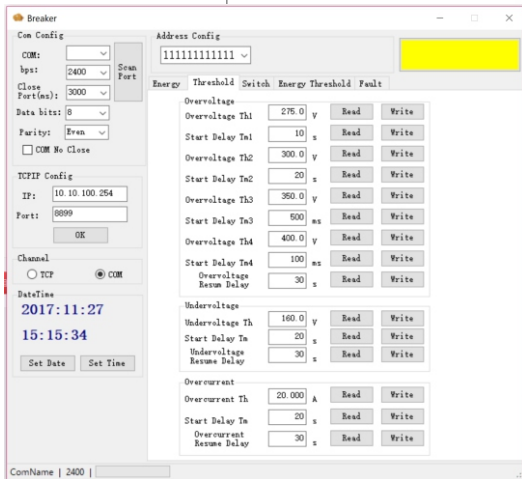 Breaker
Com Config
COM:
bps: 2400
Scan Port
Close Port(ms): 3000
Data bits: 8
Parity: Even
COM No Close
TCPIP Config
IP: 10.10.100.254
Port: 8899
OK
Channel
TCP COM
DateTime
2017:11:27
15:15:34
Set Date Set Time
Address Config
111111111111
Energy Threshold Switch Energy Threshold Fault
Overvoltage
Overvoltage Th1 275.0 V Read Write
Start Delay Tm1 10 s Read Write
Overvoltage Th2 300.0 V Read Write
Start Delay Tm2 20 s Read Write
Overvoltage Th3 350.0 V Read Write
Start Delay Tm3 500 ms Read Write
Overvoltage Th4 400.0 V Read Write
Start Delay Tm4 100 ms Read Write
Overvoltage Resum Delay 30 s Read Write
Undervoltage
Undervoltage Th 160.0 V Read Write
Start Delay Tm 20 s Read Write
Undervoltage Resume Delay 30 s Read Write
Overcurrent
Overcurrent Th 20.000 A Read Write
Start Delay Tm 20 s Read Write
Overcurrent Resume Delay 30 s Read Write
ComName | 2400 |